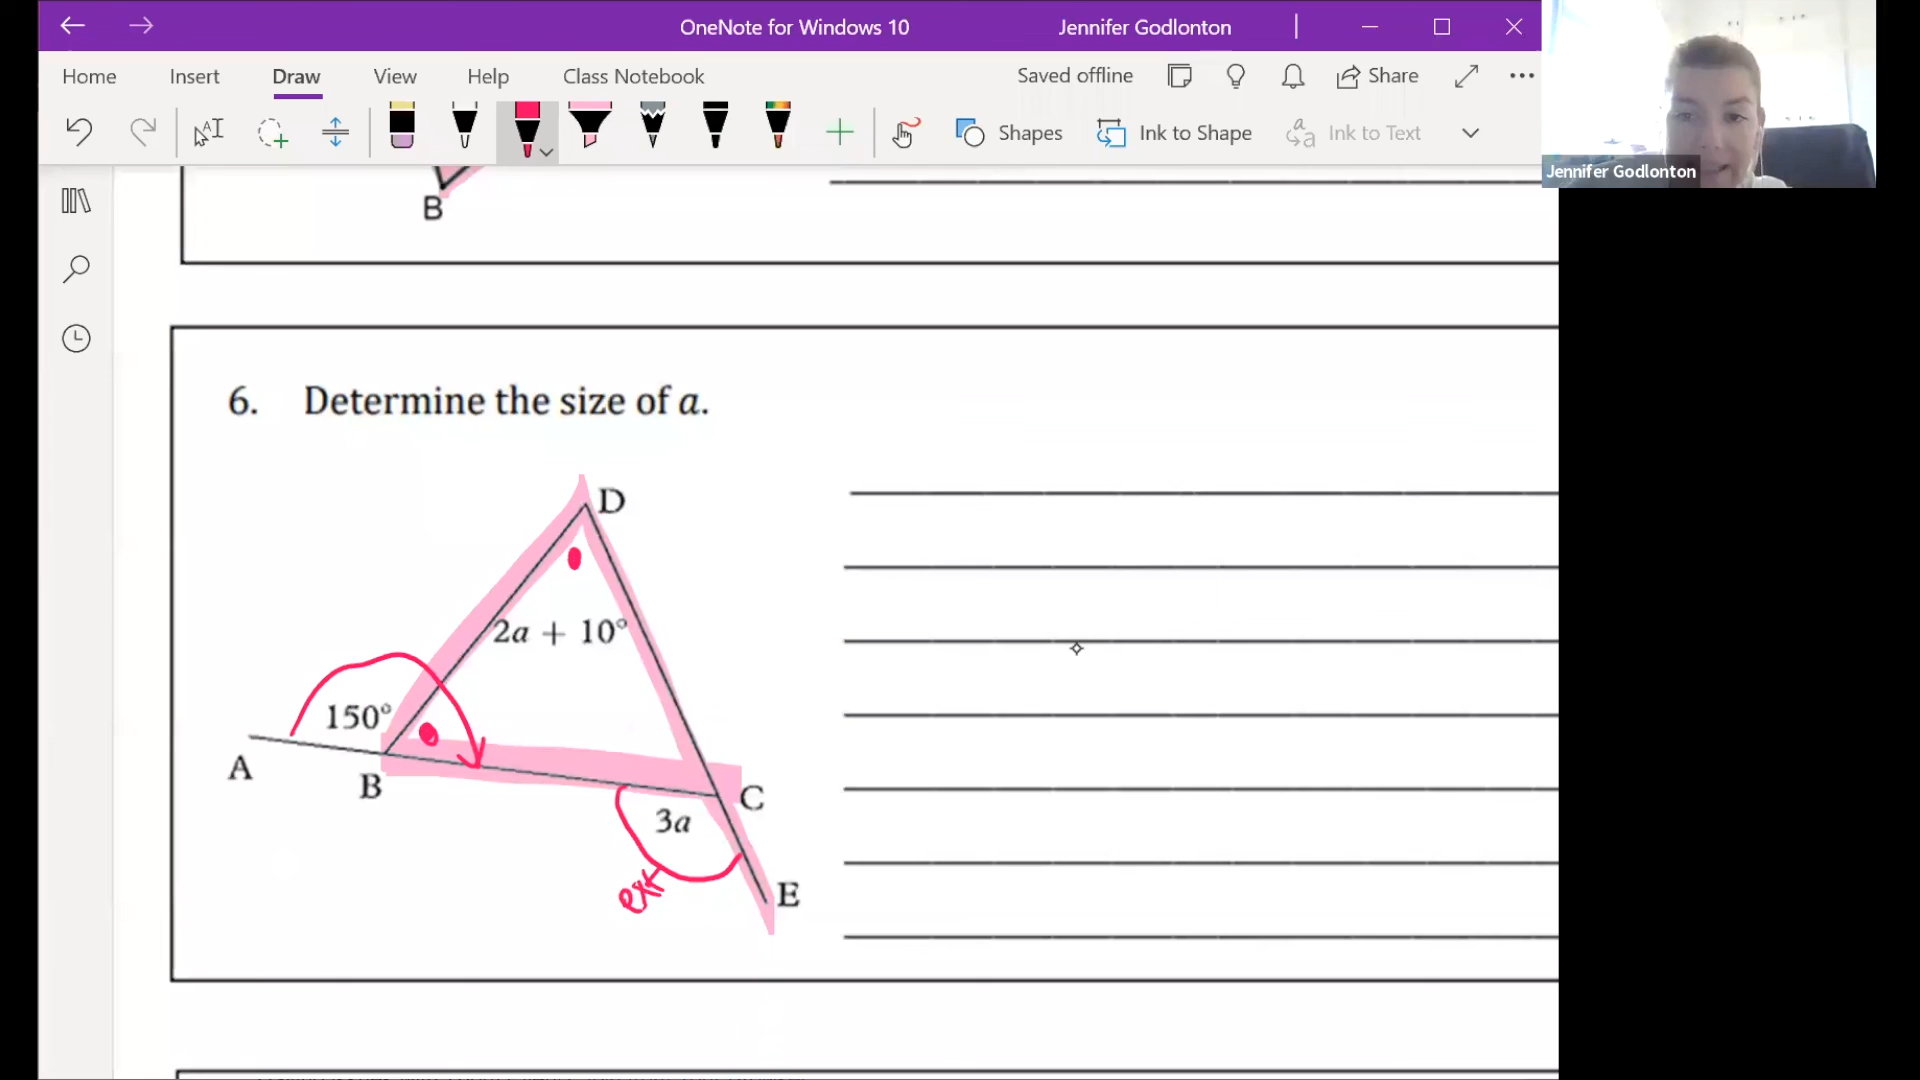 OneNote for Windows 10
Jennifer Godlonton
Home Insert Draw View Help Class Notebook
Saved offline
Share
Shapes
Ink to Shape
Ink to Text
Jennifer Godlonton
B
6. Determine the size of a.
D
2a + 10°
150°
A
B
C
3a
ext
E